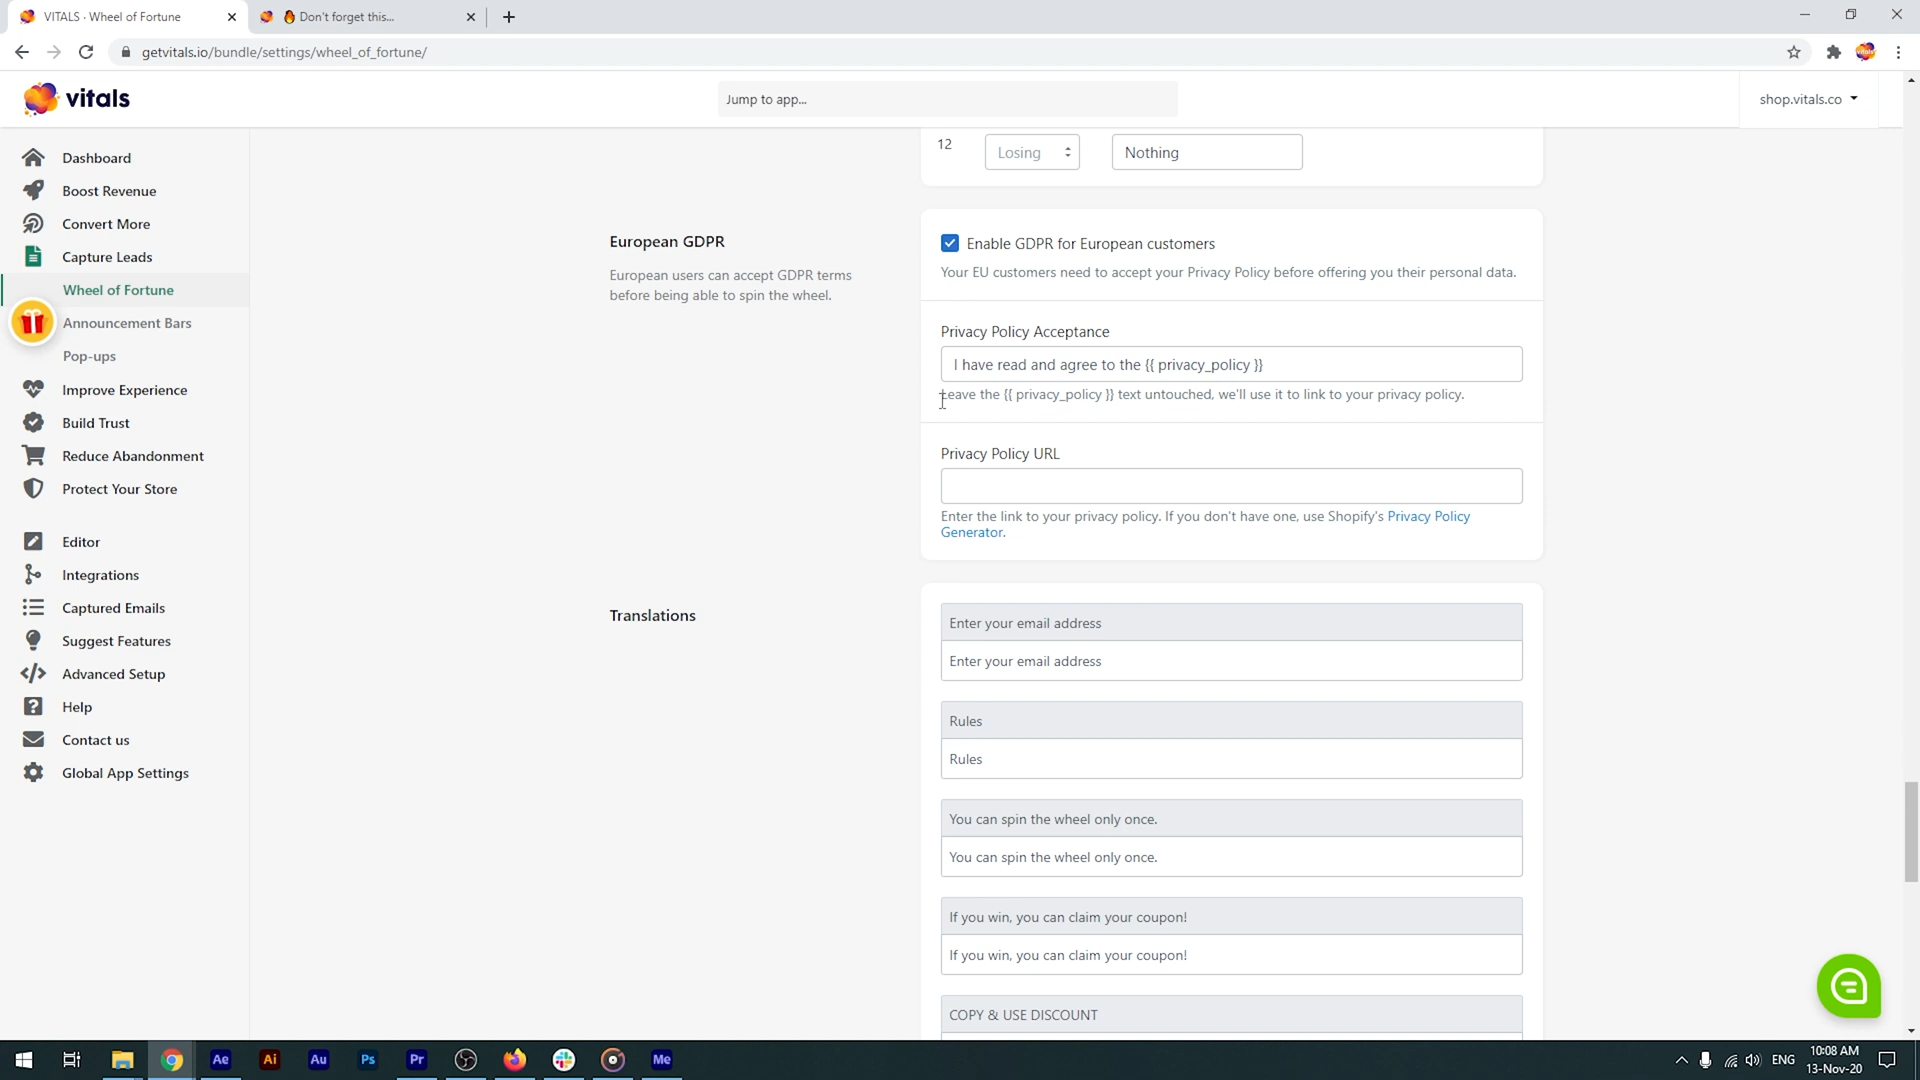 VITALS · Wheel of Fortune
Don't forget this...
getvitals.io/bundle/settings/wheel_of_fortune/
vitals
Jump to app...
shop.vitals.co
Dashboard
Boost Revenue
Convert More
Capture Leads
Wheel of Fortune
Announcement Bars
Pop-ups
Improve Experience
Build Trust
Reduce Abandonment
Protect Your Store
Editor
Integrations
Captured Emails
Suggest Features
Advanced Setup
Help
Contact us
Global App Settings
12
Losing
Nothing
European GDPR
European users can accept GDPR terms
before being able to spin the wheel.
Enable GDPR for European customers
Your EU customers need to accept your Privacy Policy before offering you their personal data.
Privacy Policy Acceptance
I have read and agree to the {{ privacy_policy }}
Leave the {{ privacy_policy }} text untouched, we'll use it to link to your privacy policy.
Privacy Policy URL
Enter the link to your privacy policy. If you don't have one, use Shopify's Privacy Policy
Generator.
Translations
Enter your email address
Enter your email address
Rules
Rules
You can spin the wheel only once.
You can spin the wheel only once.
If you win, you can claim your coupon!
If you win, you can claim your coupon!
COPY & USE DISCOUNT
Ae
Ai
Au
Ps
Pr
Me
ENG
10:08 AM
13-Nov-20